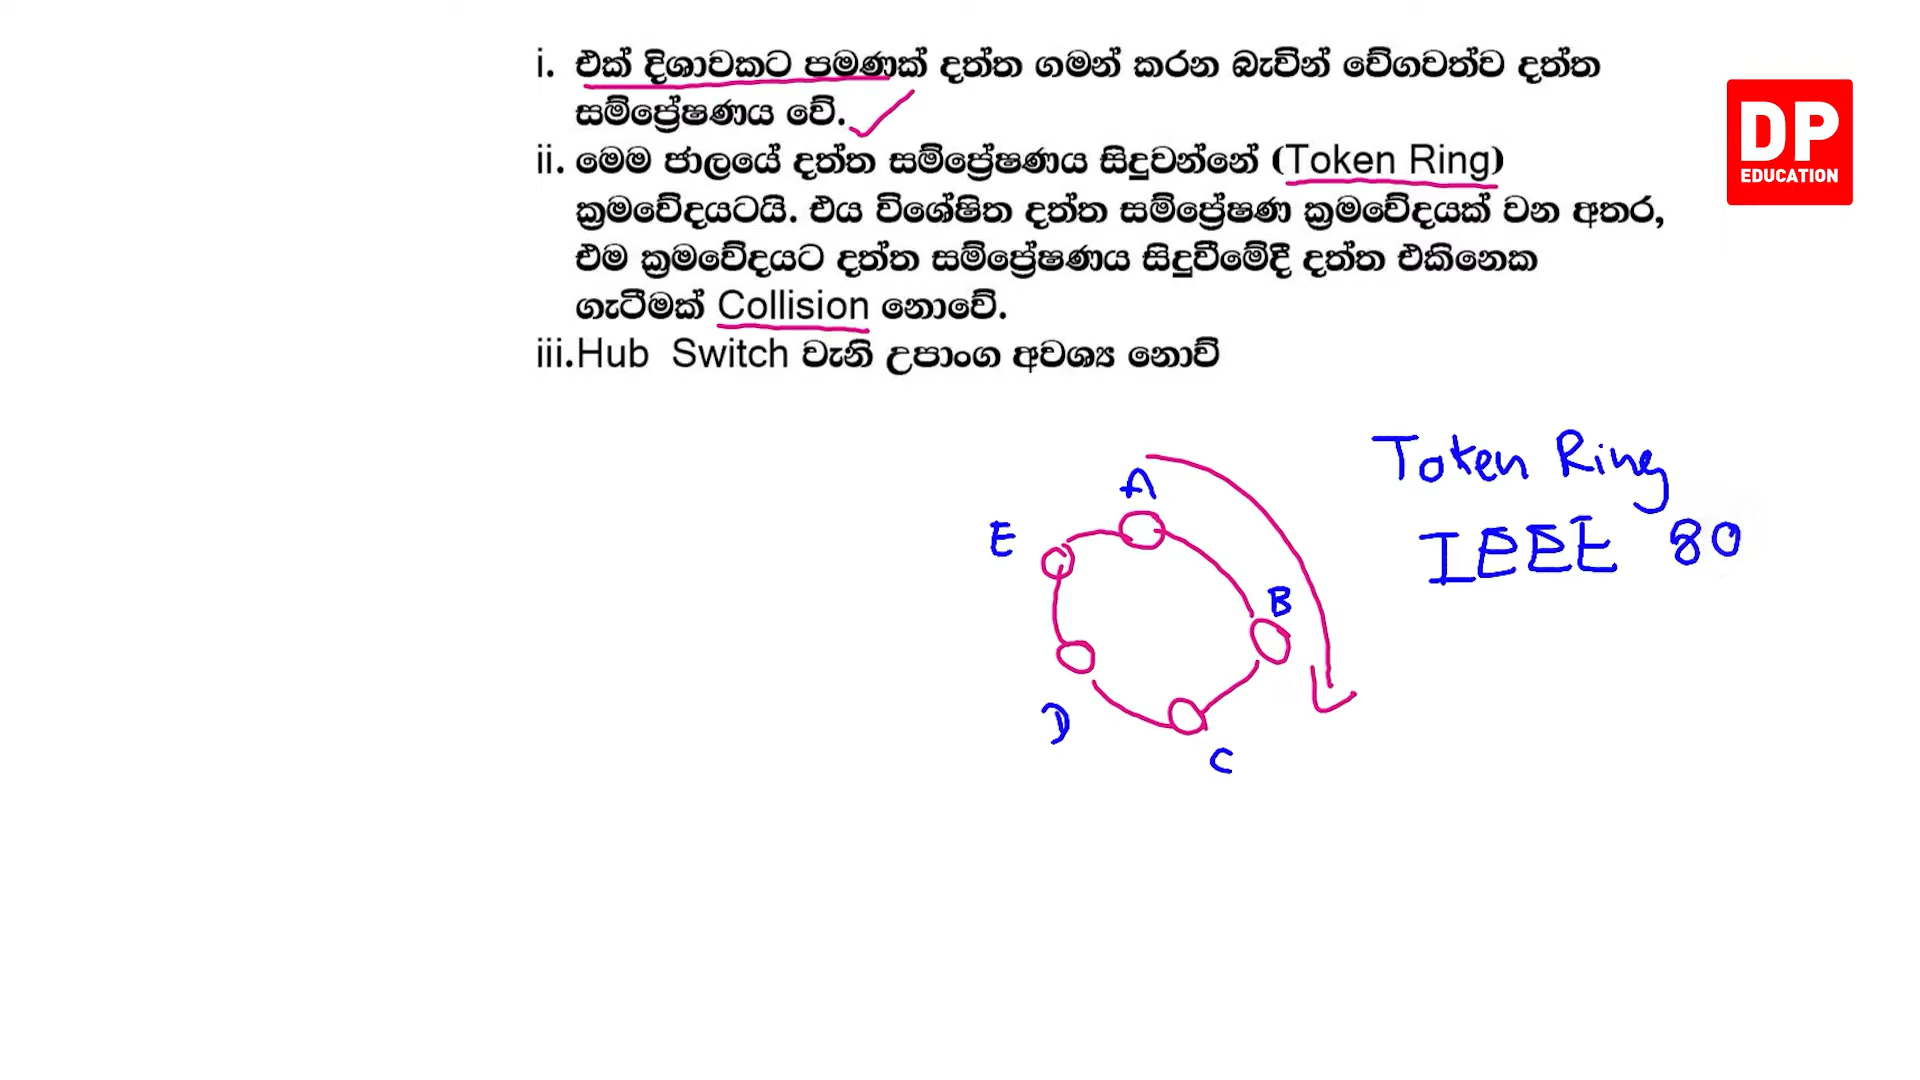 i. එක් දිශාවකට පමණක් දත්ත ගමන් කරන බැවින් වේගවත්ව දත්ත
සම්ප්‍රේෂණය වේ.
ii. මෙම ජාලයේ දත්ත සම්ප්‍රේෂණය සිදුවන්නේ (Token Ring)
ක්‍රමවේදයටයි. එය විශේෂිත දත්ත සම්ප්‍රේෂණ ක්‍රමවේදයක් වන අතර,
එම ක්‍රමවේදයට දත්ත සම්ප්‍රේෂණය සිදුවීමේදී දත්ත එකිනෙක
ගැටීමක් Collision නොවේ.
iii. Hub Switch වැනි උපාංග අවශ්‍ය නොවේ
DP
EDUCATION
Token Ring
IEEE 80
A
E
B
D
C